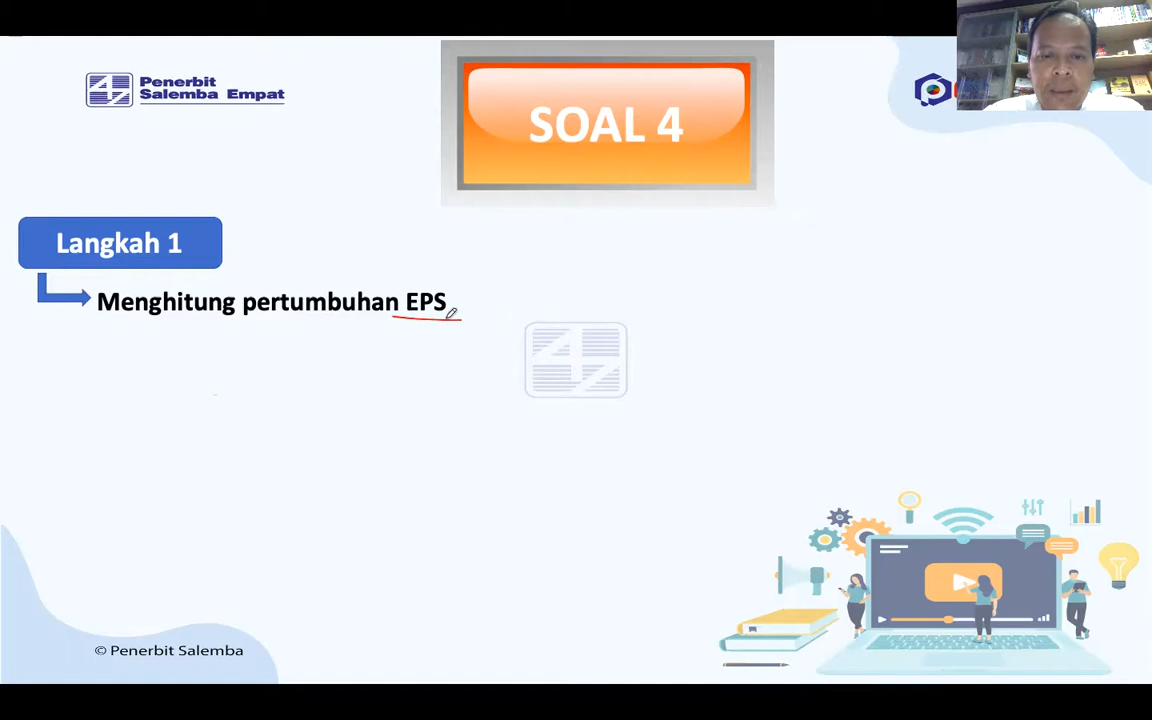 Penerbit
Salemba Empat
SOAL 4
Langkah 1
Menghitung pertumbuhan EPS
© Penerbit Salemba